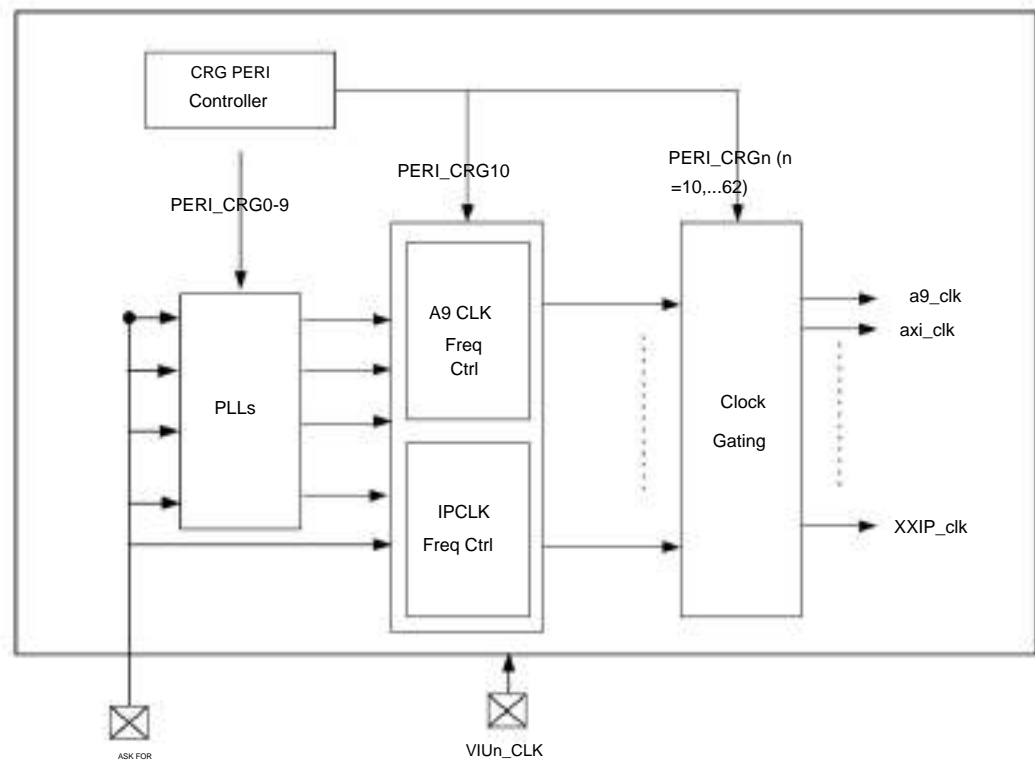 CRG PERI
Controller
PERI_CRG0-9
PERI_CRG10
PERI_CRGn (n
=10,...62)
A9 CLK
Freq
Ctrl
PLLs
IPCLK
Freq Ctrl
Clock
Gating
a9_clk
axi_clk
XXIP_clk
ASK FOR
VIUn_CLK